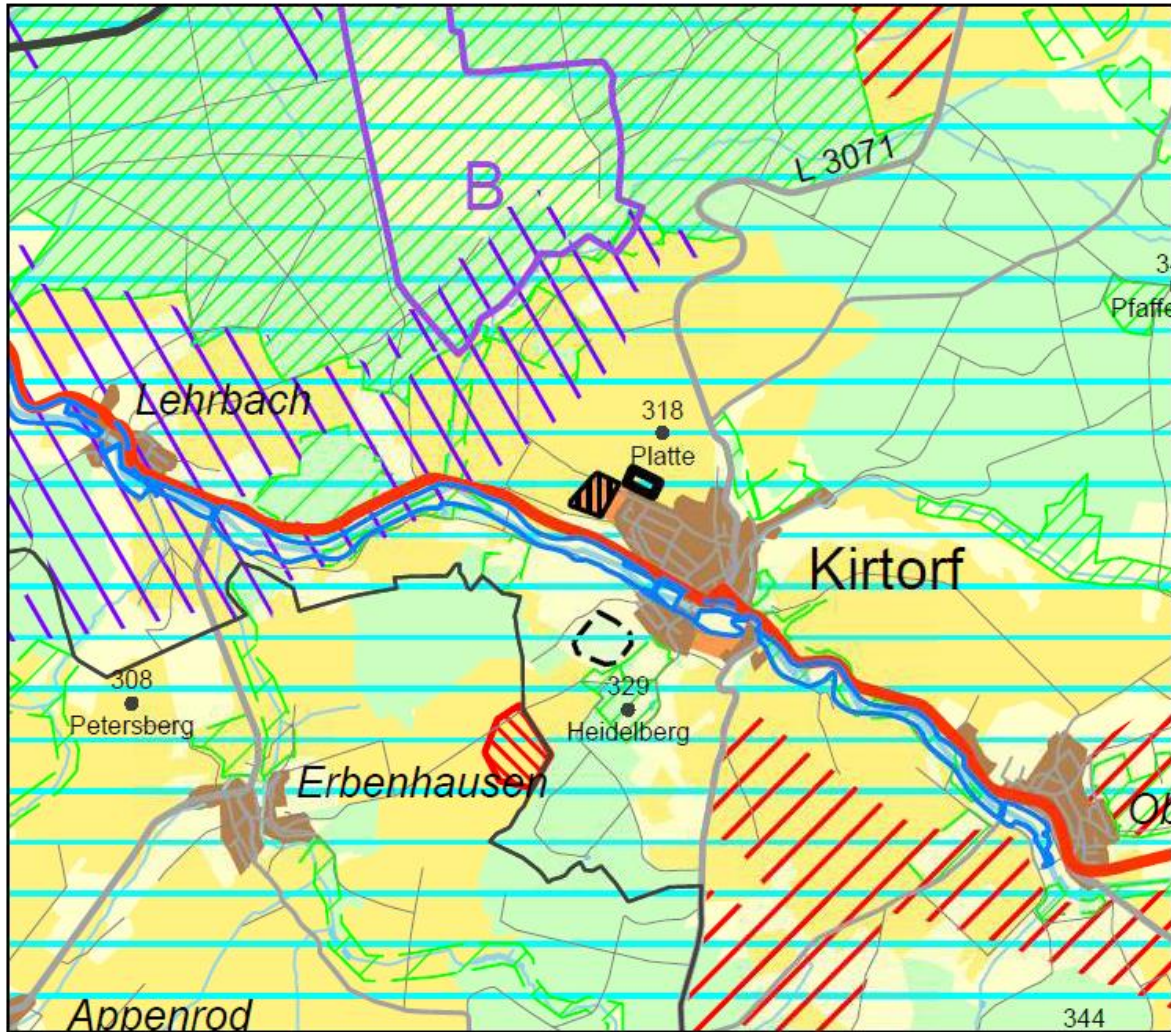 B
L 3071
Lehrbach
318
Platte
Kirtorf
308
Petersberg
329
Heidelberg
Erbenhausen
Appenrod
344